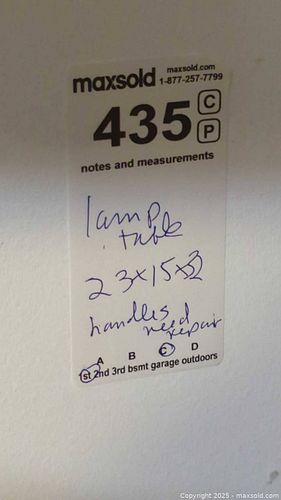 maxsold maxsold.com
1-877-257-7799
435 C
P
notes and measurements
lamp
table
23x15x
handles
need
repair
A B C D
1st 2nd 3rd bsmt garage outdoors
Copyright 2025 - maxsold.com